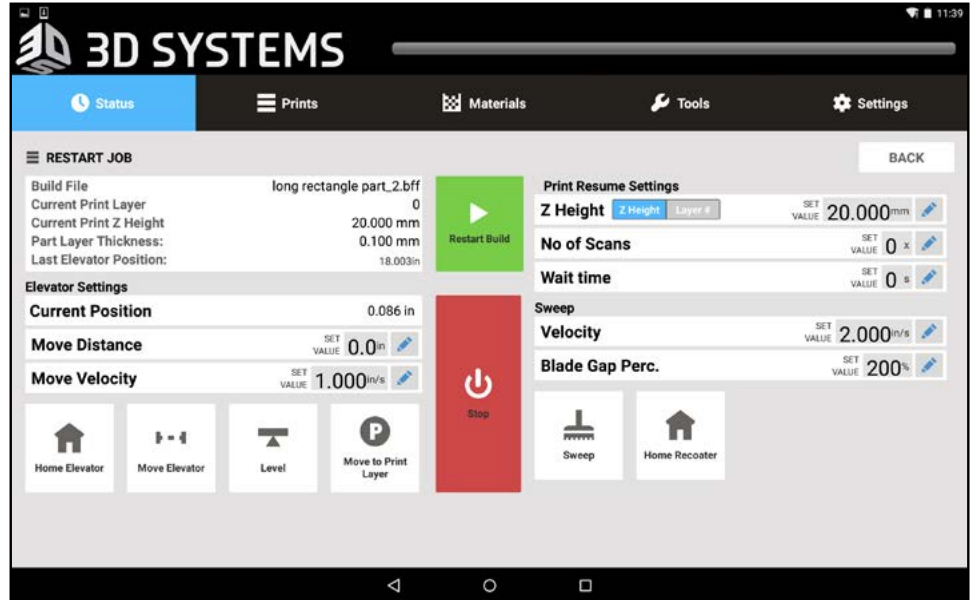 11:39
3D SYSTEMS
Status
Prints
Materials
Tools
Settings
RESTART JOB
BACK
Build File long rectangle part_2.bff
Current Print Layer 0
Current Print Z Height 20.000 mm
Part Layer Thickness: 0.100 mm
Last Elevator Position: 18.003in
Restart Build
Elevator Settings
Current Position 0.086 in
Move Distance SET VALUE 0.0in
Move Velocity SET VALUE 1.000in/s
Home Elevator
Move Elevator
Level
P
Move to Print
Layer
Stop
Print Resume Settings
Z Height Z Height Layer # SET VALUE 20.000mm
No of Scans SET VALUE 0 x
Wait time SET VALUE 0 s
Sweep
Velocity SET VALUE 2.000in/s
Blade Gap Perc. SET VALUE 200%
Sweep
Home Recoater